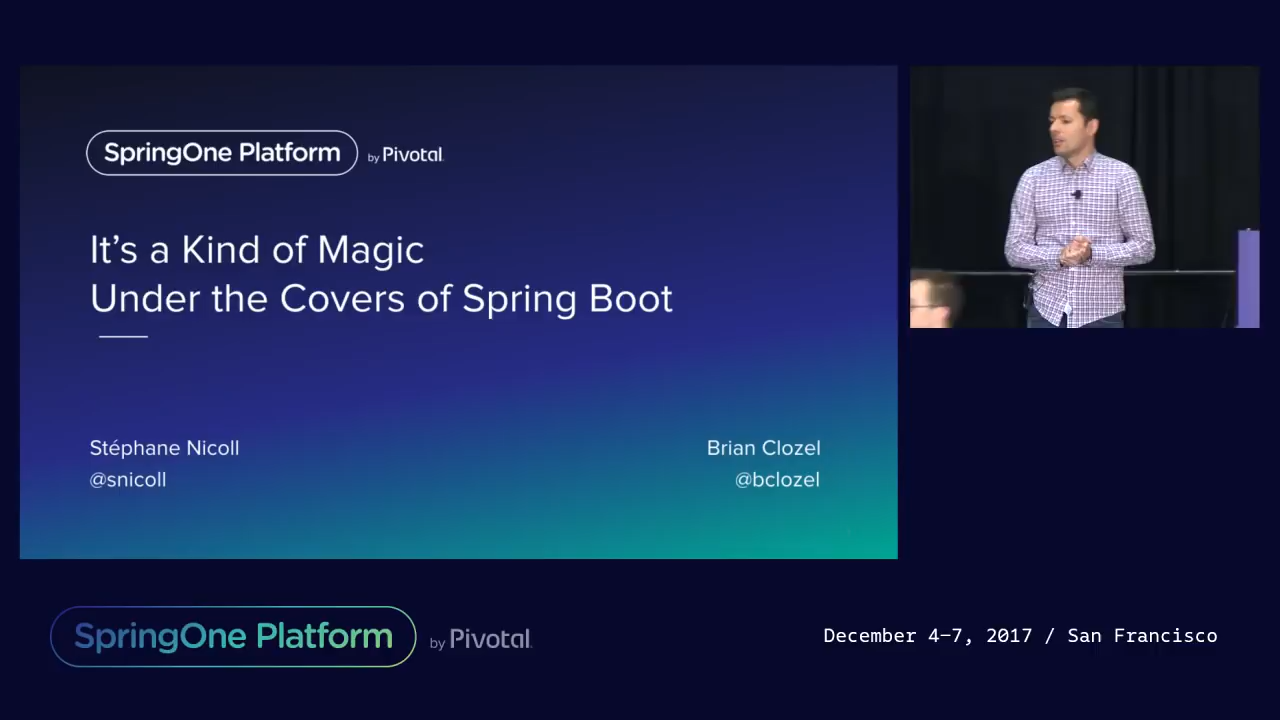 SpringOne Platform by Pivotal.
It's a Kind of Magic
Under the Covers of Spring Boot
Stéphane Nicoll
@snicoll
Brian Clozel
@bclozel
SpringOne Platform by Pivotal.
December 4–7, 2017 / San Francisco